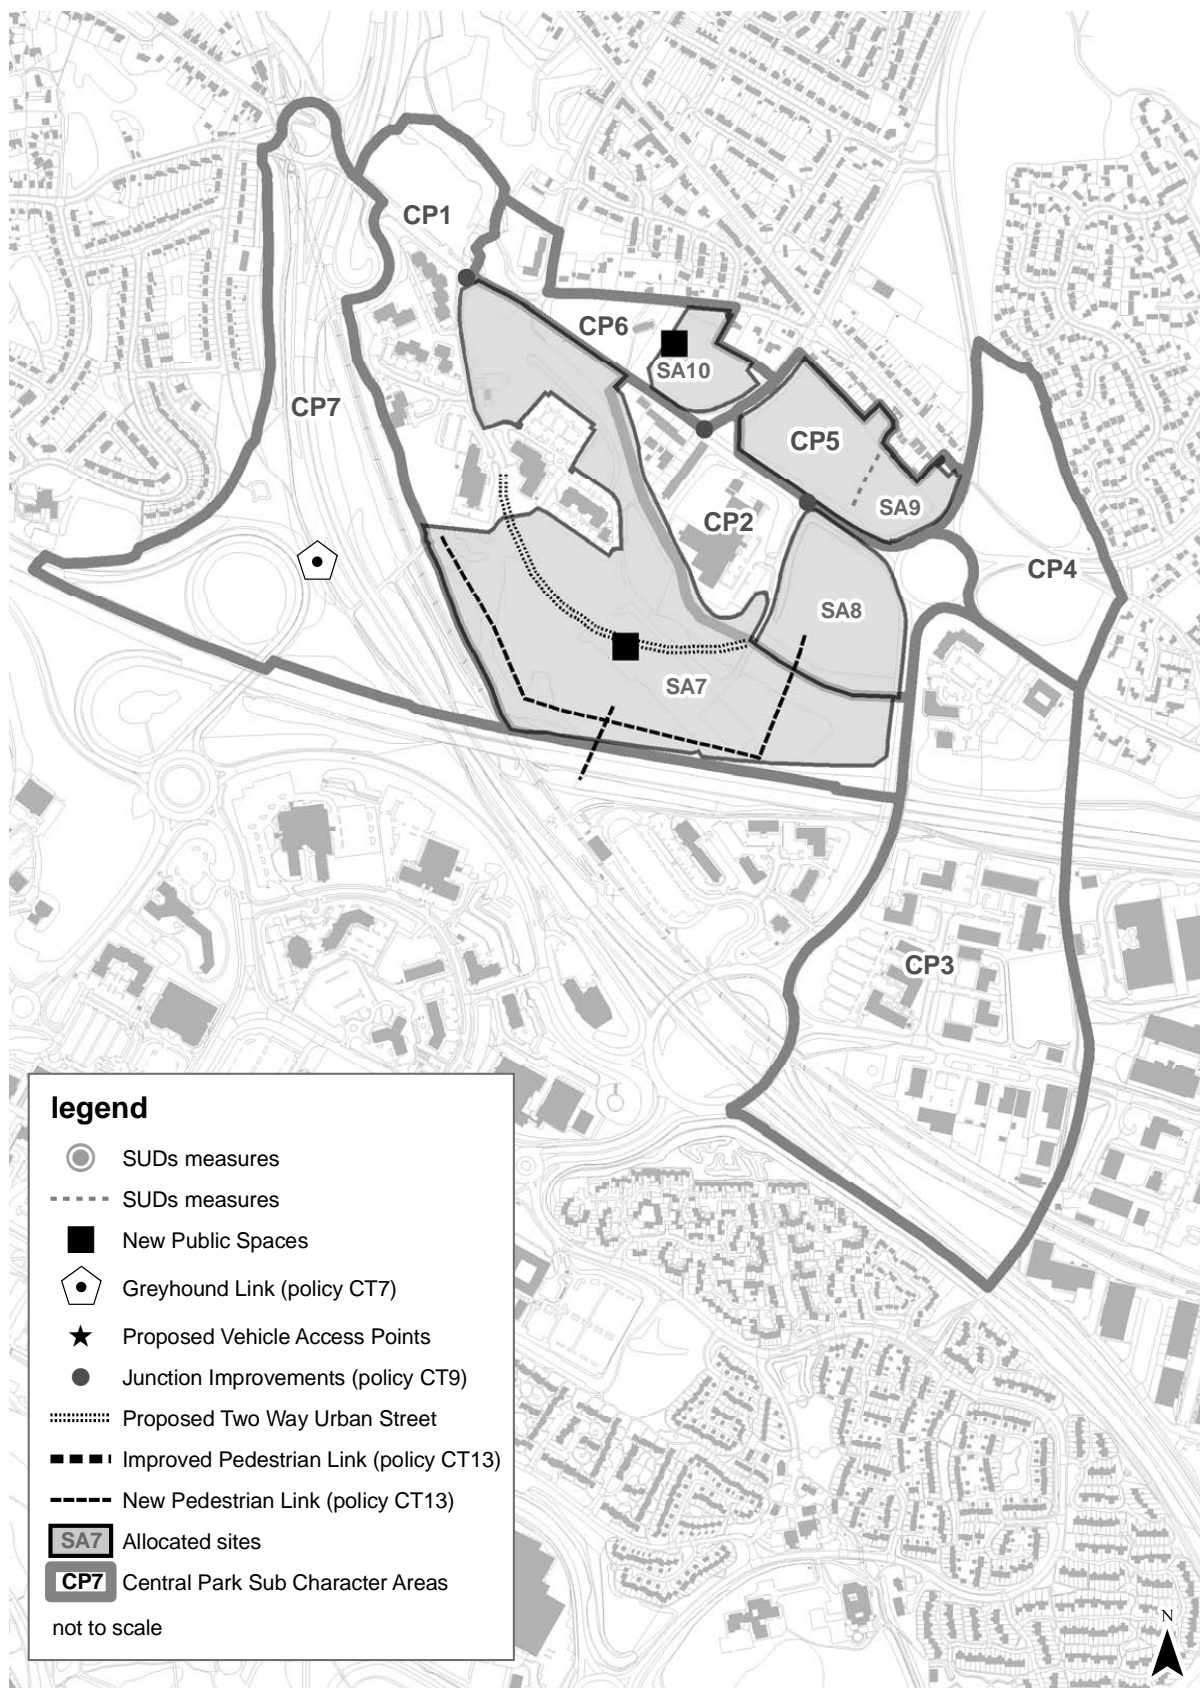 CP1
CP6
SA10
CP7
CP5
SA9
CP2
CP4
SA8
SA7
CP3
legend
SUDs measures
SUDs measures
New Public Spaces
Greyhound Link (policy CT7)
Proposed Vehicle Access Points
Junction Improvements (policy CT9)
Proposed Two Way Urban Street
Improved Pedestrian Link (policy CT13)
New Pedestrian Link (policy CT13)
SA7 Allocated sites
CP7 Central Park Sub Character Areas
not to scale
N